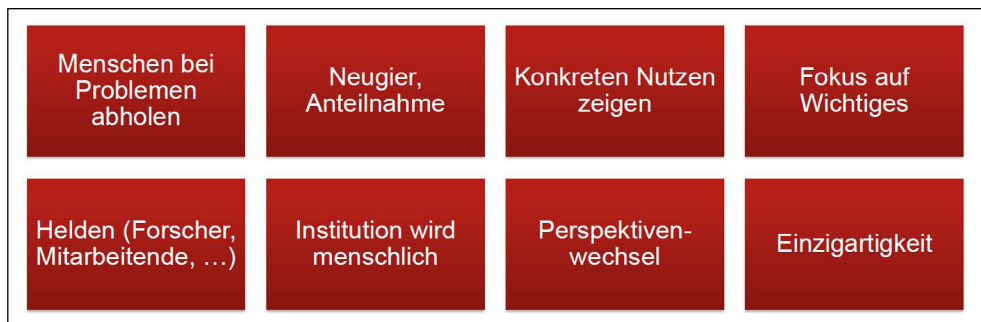 Menschen bei
Problemen
abholen
Neugier,
Anteilnahme
Konkreten Nutzen
zeigen
Fokus auf
Wichtiges
Helden (Forscher,
Mitarbeitende, …)
Institution wird
menschlich
Perspektiven-
wechsel
Einzigartigkeit